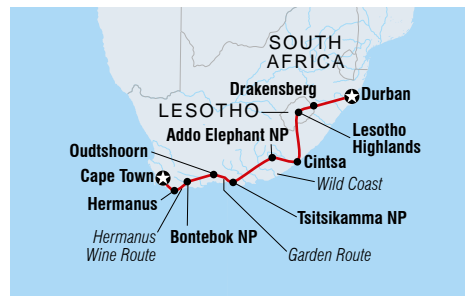 SOUTH
AFRICA
Drakensberg
Durban
LESOTHO
Addo Elephant NP
Lesotho
Highlands
Oudtshoorn
Cape Town
Cintsa
Wild Coast
Hermanus
Tsitsikamma NP
Hermanus
Wine Route
Bontebok NP
Garden Route